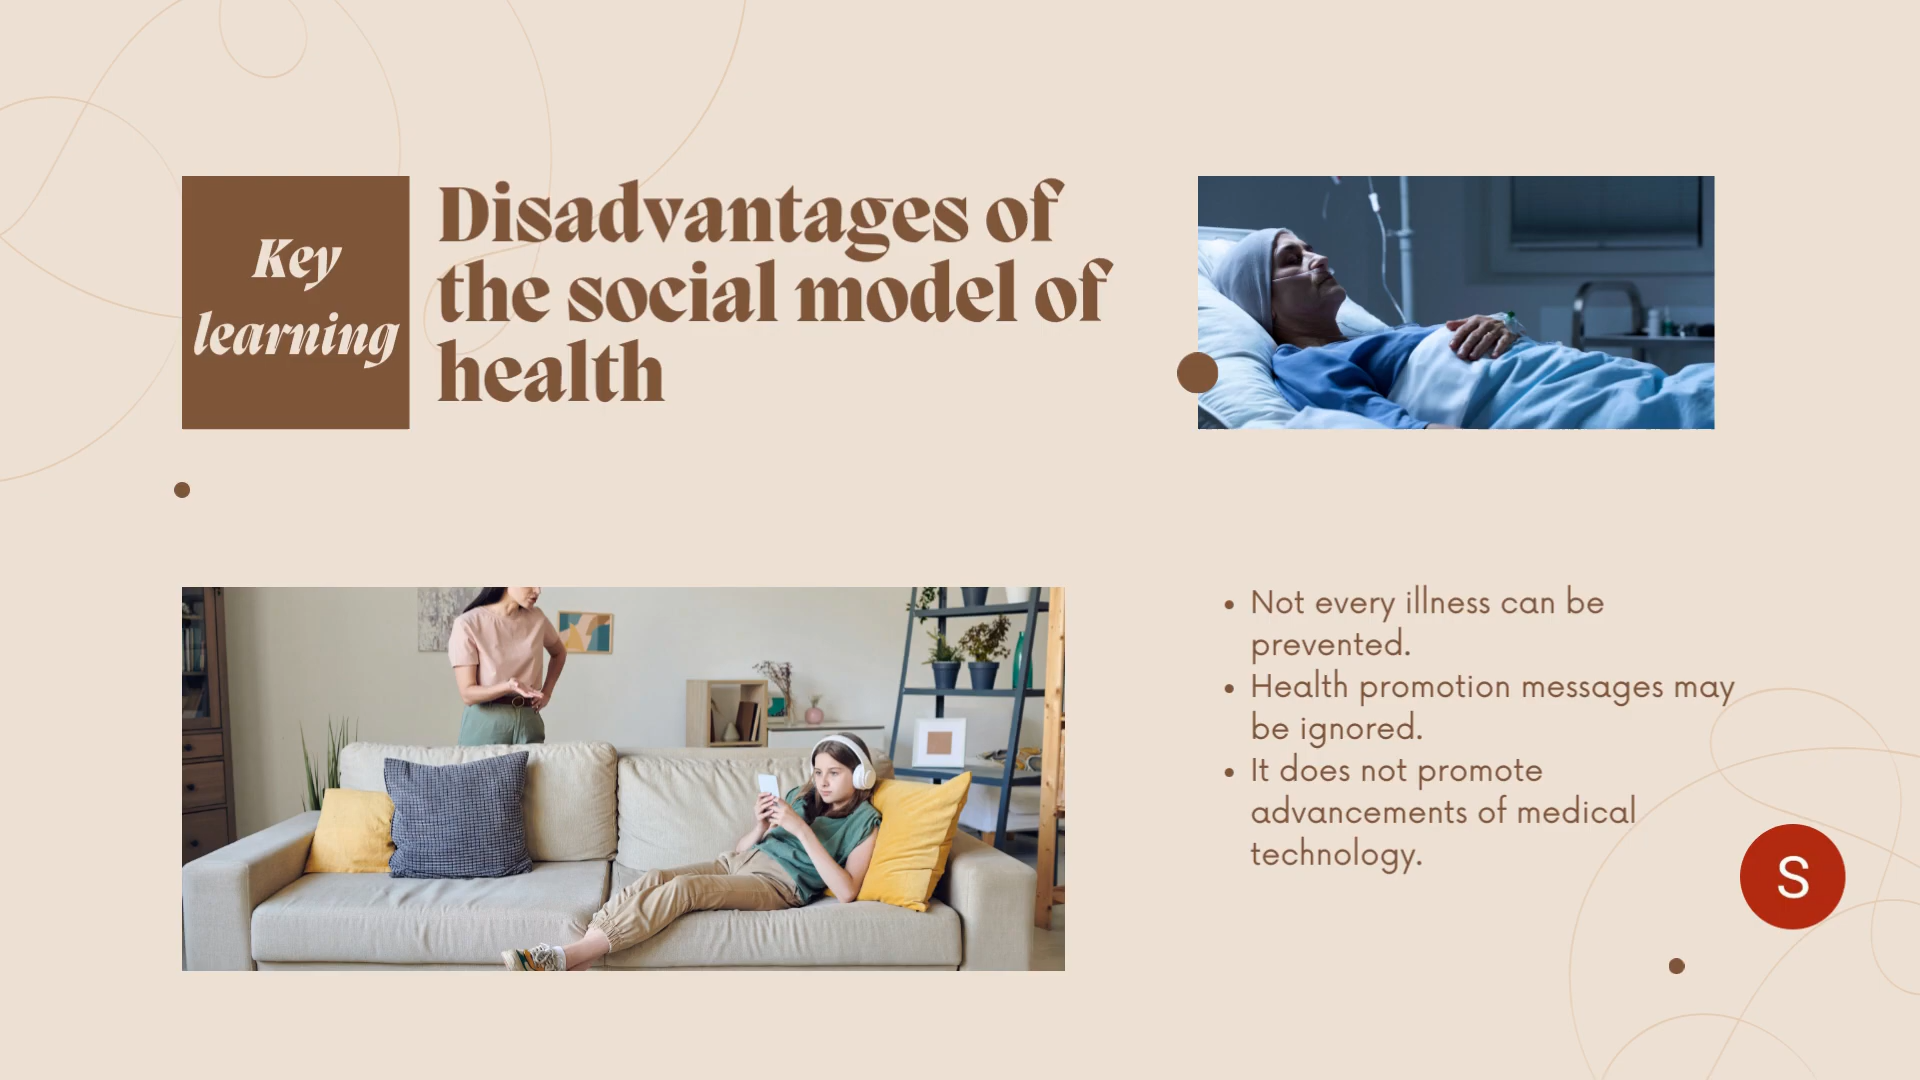 Key
learning
Disadvantages of
the social model of
health
• Not every illness can be
prevented.
• Health promotion messages may
be ignored.
• It does not promote
advancements of medical
technology.
S